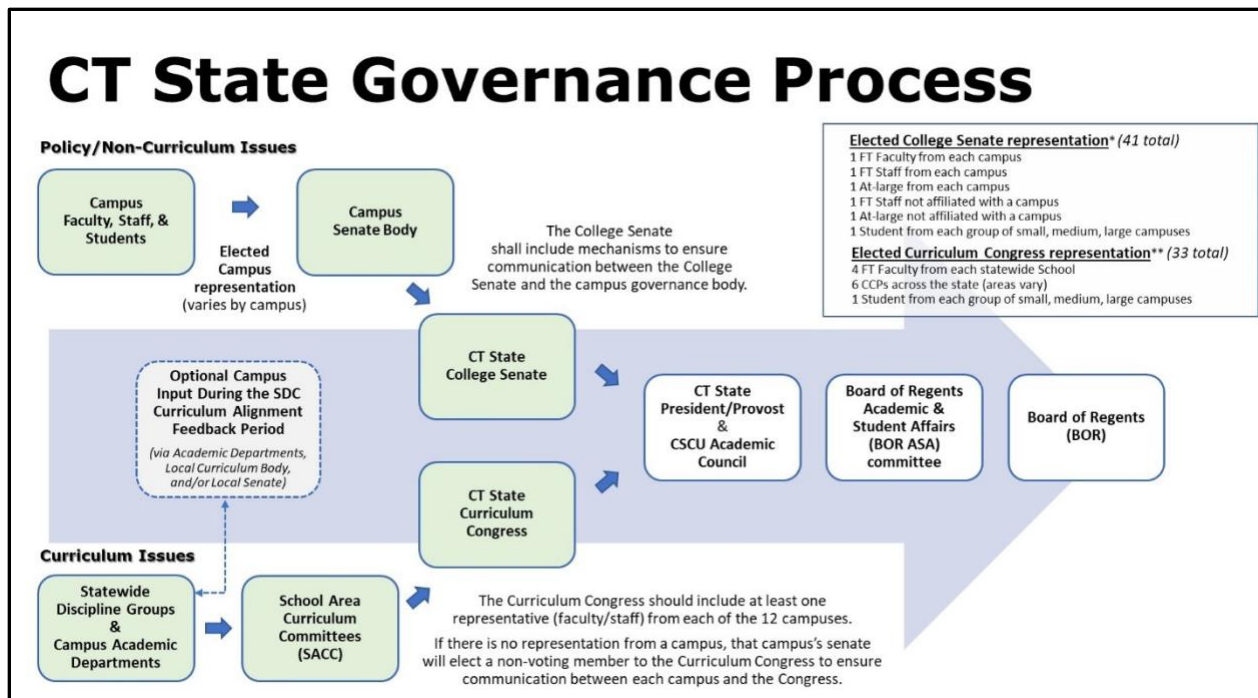 CT State Governance Process
Policy/Non-Curriculum Issues
Campus
Faculty, Staff, &
Students
Elected
Campus
representation
(varies by campus)
Campus
Senate Body
The College Senate
shall include mechanisms to ensure
communication between the College
Senate and the campus governance body.
Elected College Senate representation* (41 total)
1 FT Faculty from each campus
1 FT Staff from each campus
1 At-large from each campus
1 FT Staff not affiliated with a campus
1 At-large not affiliated with a campus
1 Student from each group of small, medium, large campuses
Elected Curriculum Congress representation** (33 total)
4 FT Faculty from each statewide School
6 CCPs across the state (areas vary)
1 Student from each group of small, medium, large campuses
CT State
College Senate
Optional Campus
Input During the SDC
Curriculum Alignment
Feedback Period
(via Academic Departments,
Local Curriculum Body,
and/or Local Senate)
CT State
President/Provost
&
CSCU Academic
Council
Board of Regents
Academic &
Student Affairs
(BOR ASA)
committee
Board of Regents
(BOR)
CT State
Curriculum
Congress
Curriculum Issues
Statewide
Discipline Groups
&
Campus Academic
Departments
School Area
Curriculum
Committees
(SACC)
The Curriculum Congress should include at least one
representative (faculty/staff) from each of the 12 campuses.
If there is no representation from a campus, that campus's senate
will elect a non-voting member to the Curriculum Congress to ensure
communication between each campus and the Congress.